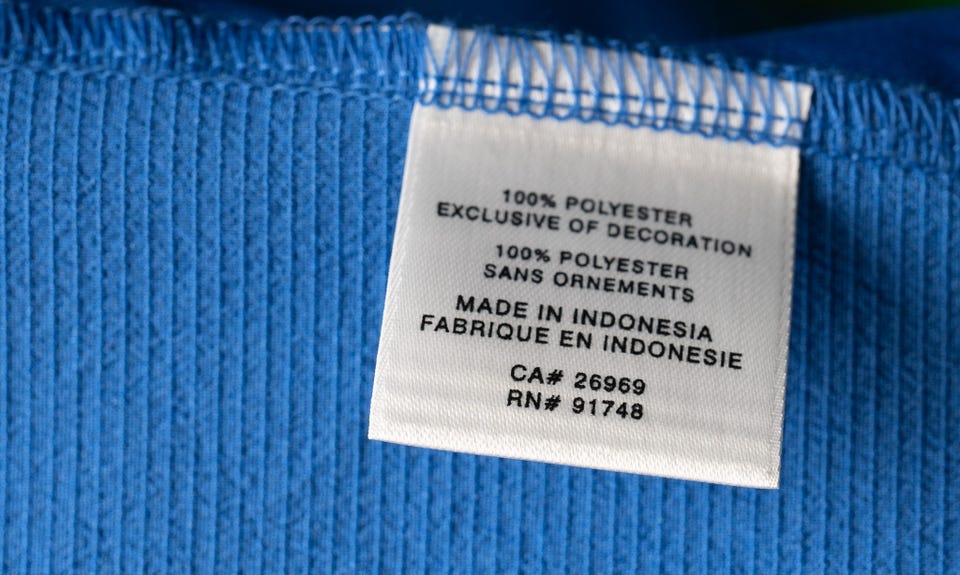 100% POLYESTER
EXCLUSIVE OF DECORATION
100% POLYESTER
SANS ORNEMENTS
MADE IN INDONESIA
FABRIQUE EN INDONESIE
CA# 26969
RN# 91748